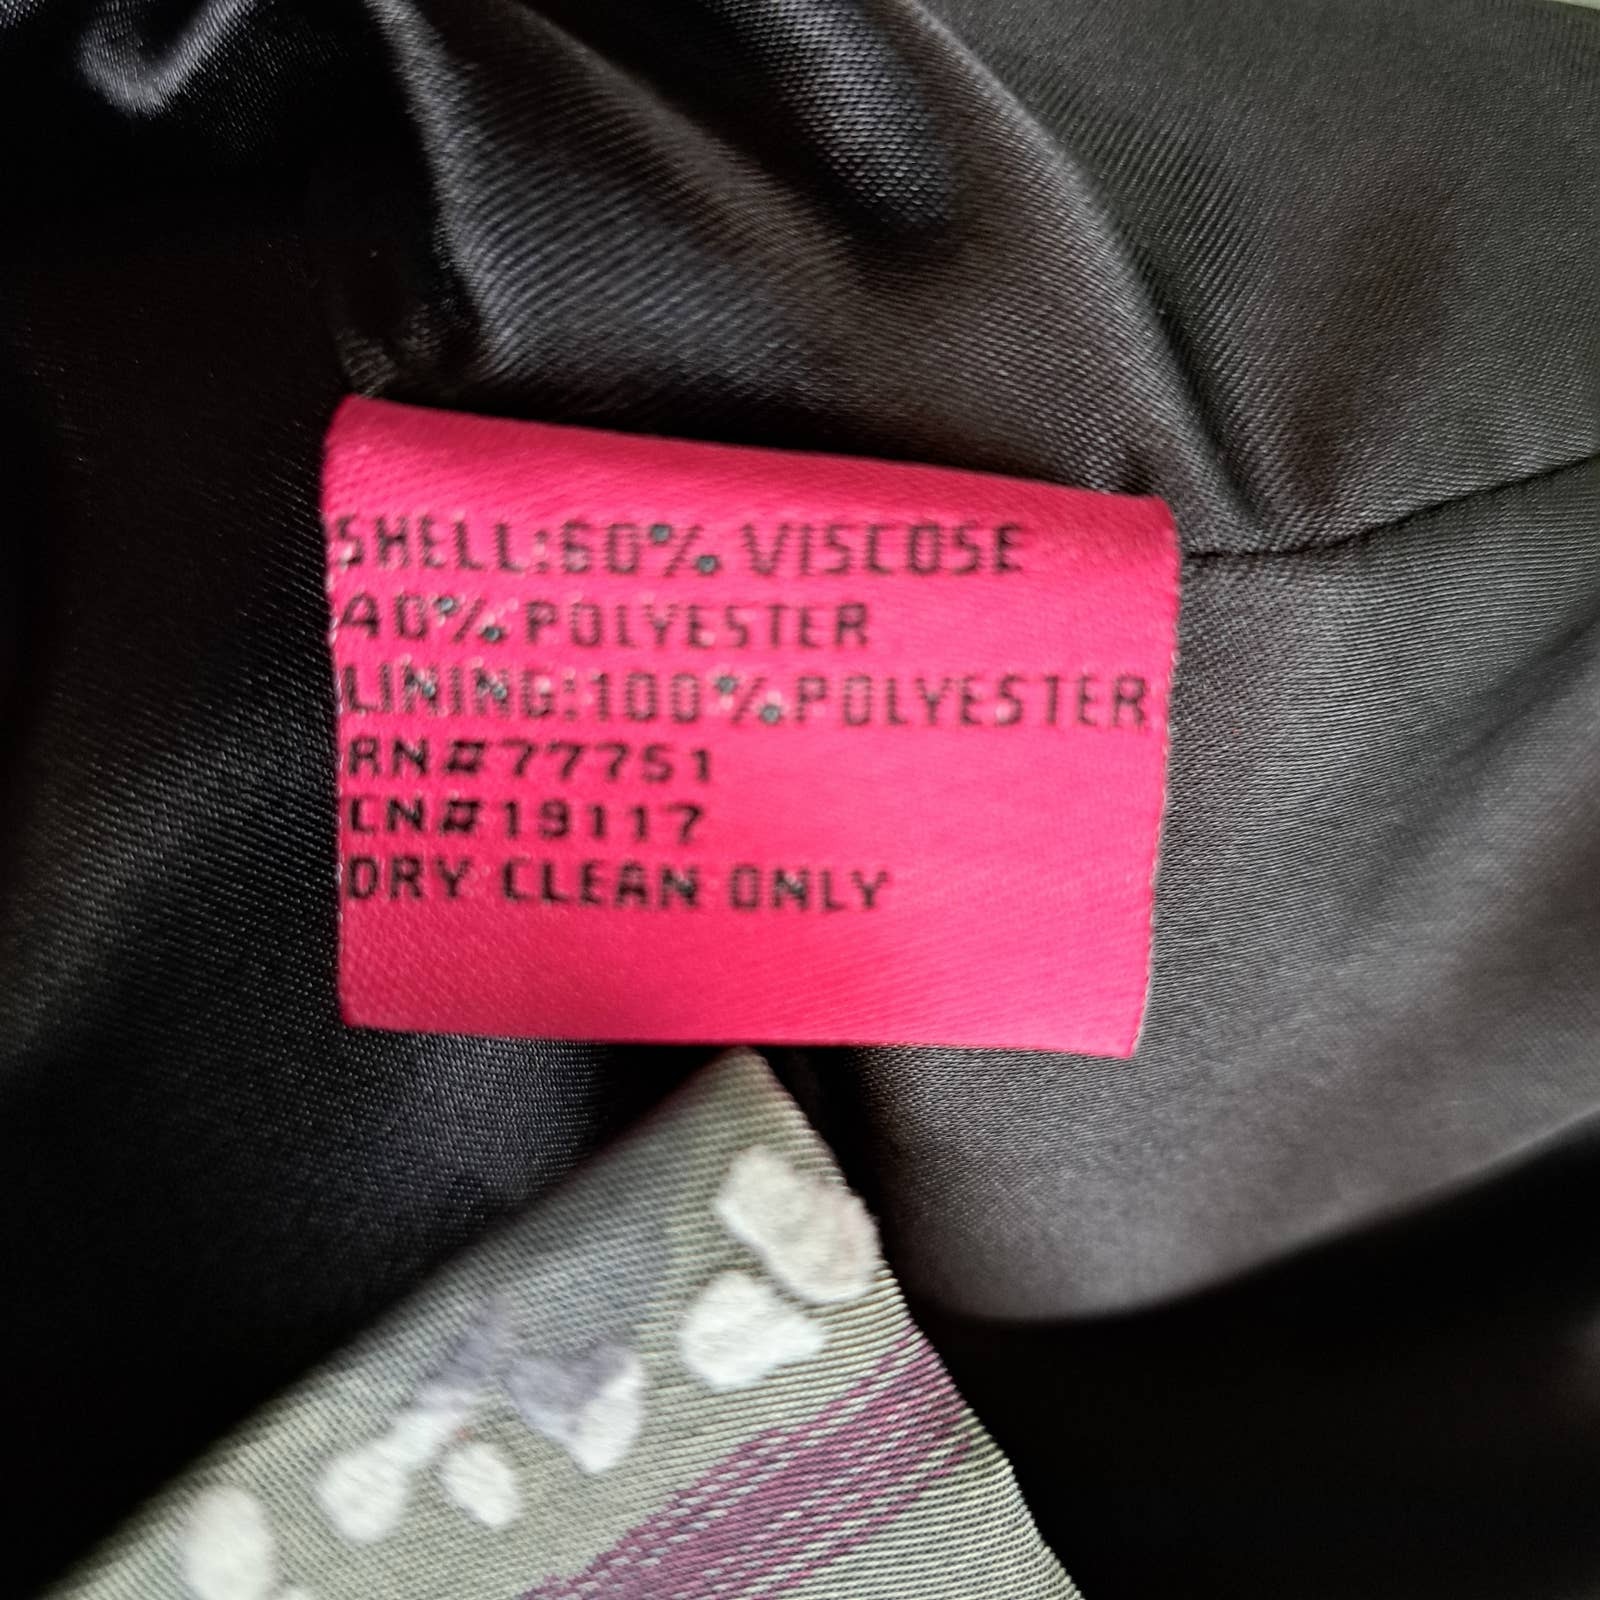 SHELL:60% VISCOSE
40% POLYESTER
LINING:100%POLYESTER
RN#77751
CN#19117
DRY CLEAN ONLY